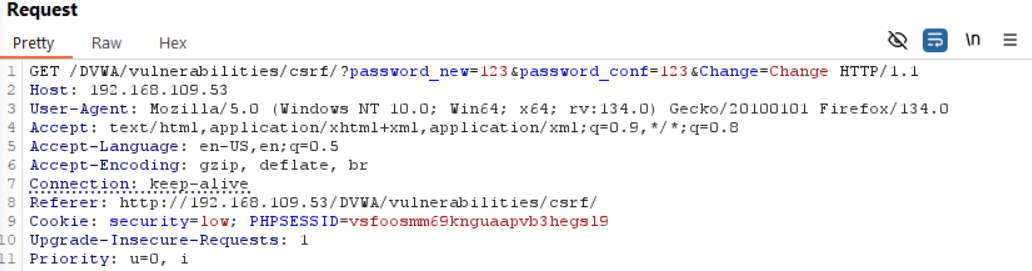 Request
Pretty Raw Hex \n
1 GET /DVWA/vulnerabilities/csrf/?password_new=123&password_conf=123&Change=Change HTTP/1.1
2 Host: 192.168.109.53
3 User-Agent: Mozilla/5.0 (Windows NT 10.0; Win64; x64; rv:134.0) Gecko/20100101 Firefox/134.0
4 Accept: text/html,application/xhtml+xml,application/xml;q=0.9,*/*;q=0.8
5 Accept-Language: en-US,en;q=0.5
6 Accept-Encoding: gzip, deflate, br
7 Connection: keep-alive
8 Referer: http://192.168.109.53/DVWA/vulnerabilities/csrf/
9 Cookie: security=low; PHPSESSID=vsfoosmm69knguaapvb3hegsl9
10 Upgrade-Insecure-Requests: 1
11 Priority: u=0, i